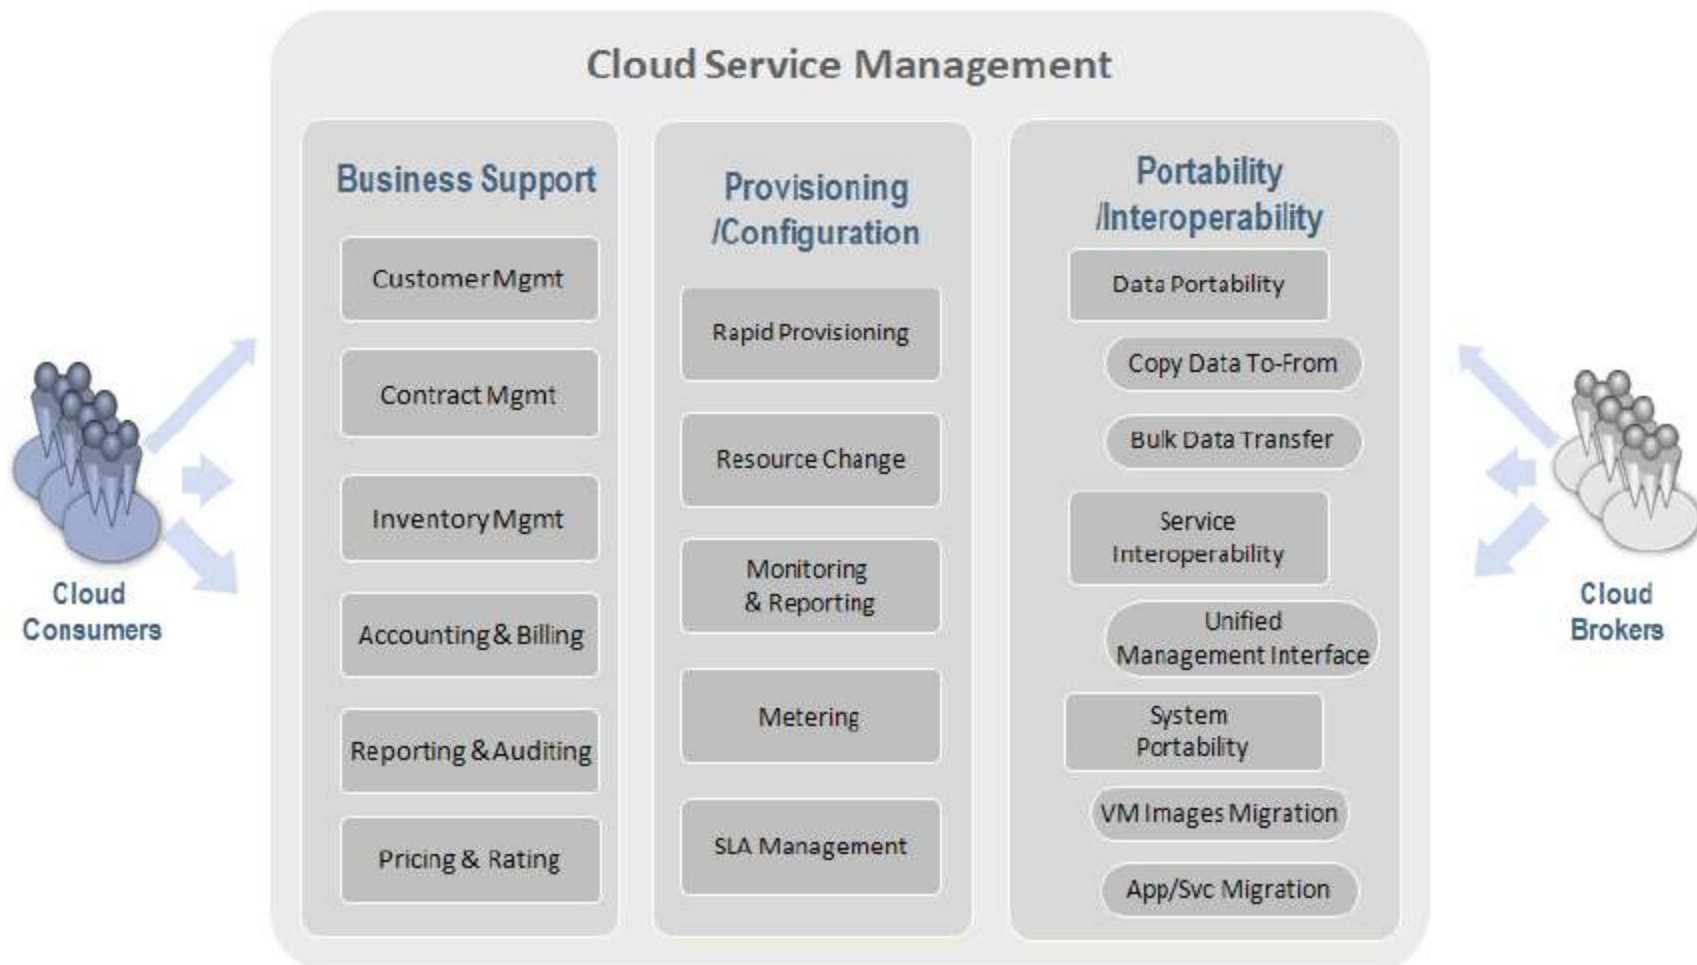 Cloud Service Management
Business Support
Customer Mgmt
Contract Mgmt
Inventory Mgmt
Accounting & Billing
Reporting & Auditing
Pricing & Rating
Provisioning
/Configuration
Rapid Provisioning
Resource Change
Monitoring
& Reporting
Metering
SLA Management
Portability
/Interoperability
Data Portability
Copy Data To-From
Bulk Data Transfer
Service
Interoperability
Unified
Management Interface
System
Portability
VM Images Migration
App/Svc Migration
Cloud
Consumers
Cloud
Brokers